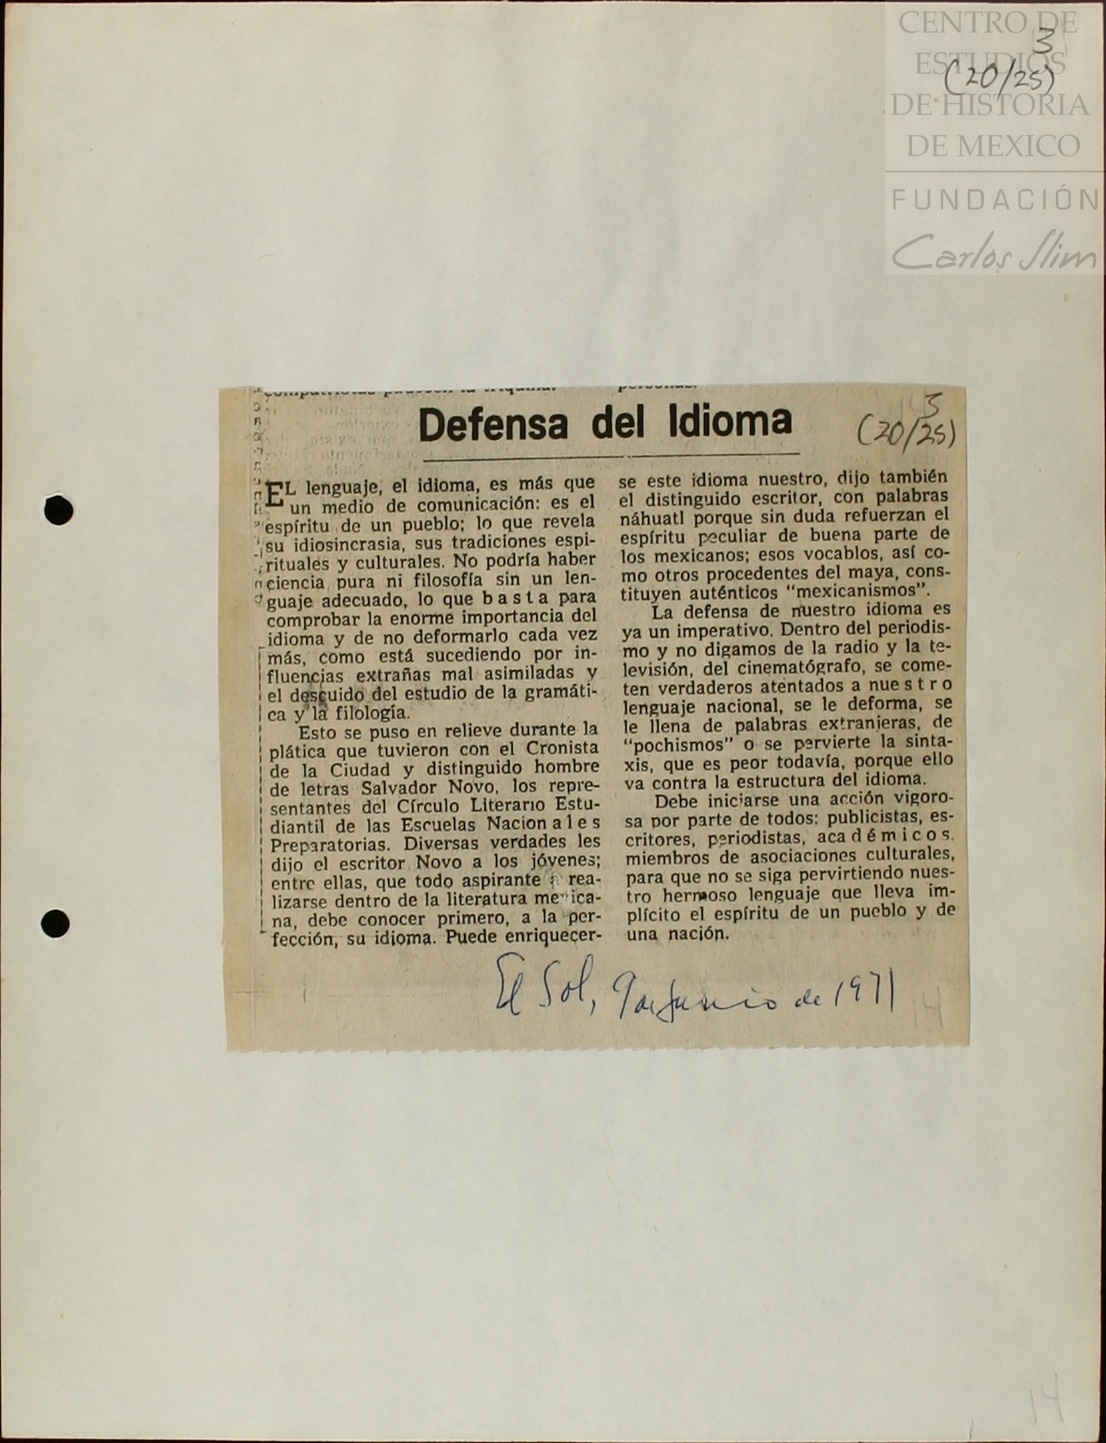 CENTRO DE
ESTUDIOS
DE HISTORIA
DE MEXICO
FUNDACIÓN
Carlos Slim
3
(20/25)
personas.
Defensa del Idioma
3
(20/25)
EL lenguaje, el idioma, es más que
un medio de comunicación: es el
espíritu de un pueblo; lo que revela
su idiosincrasia, sus tradiciones espi-
rituales y culturales. No podría haber
ciencia pura ni filosofía sin un len-
guaje adecuado, lo que basta para
comprobar la enorme importancia del
idioma y de no deformarlo cada vez
más, como está sucediendo por in-
fluencias extrañas mal asimiladas y
el descuido del estudio de la gramáti-
ca y la filología.
Esto se puso en relieve durante la
plática que tuvieron con el Cronista
de la Ciudad y distinguido hombre
de letras Salvador Novo, los repre-
sentantes del Círculo Literario Estu-
diantil de las Escuelas Nacionales
Preparatorias. Diversas verdades les
dijo el escritor Novo a los jóvenes;
entre ellas, que todo aspirante a rea-
lizarse dentro de la literatura mexica-
na, debe conocer primero, a la per-
fección, su idioma. Puede enriquecer-
se este idioma nuestro, dijo también
el distinguido escritor, con palabras
náhuatl porque sin duda refuerzan el
espíritu peculiar de buena parte de
los mexicanos; esos vocablos, así co-
mo otros procedentes del maya, cons-
tituyen auténticos "mexicanismos".
La defensa de nuestro idioma es
ya un imperativo. Dentro del periodis-
mo y no digamos de la radio y la te-
levisión, del cinematógrafo, se come-
ten verdaderos atentados a nuestro
lenguaje nacional, se le deforma, se
le llena de palabras extranjeras, de
"pochismos" o se pervierte la sinta-
xis, que es peor todavía, porque ello
va contra la estructura del idioma.
Debe iniciarse una acción vigoro-
sa por parte de todos: publicistas, es-
critores, periodistas, académicos,
miembros de asociaciones culturales,
para que no se siga pervirtiendo nues-
tro hermoso lenguaje que lleva im-
plícito el espíritu de un pueblo y de
una nación.
El Sol, 9 de junio de 1971
14
14